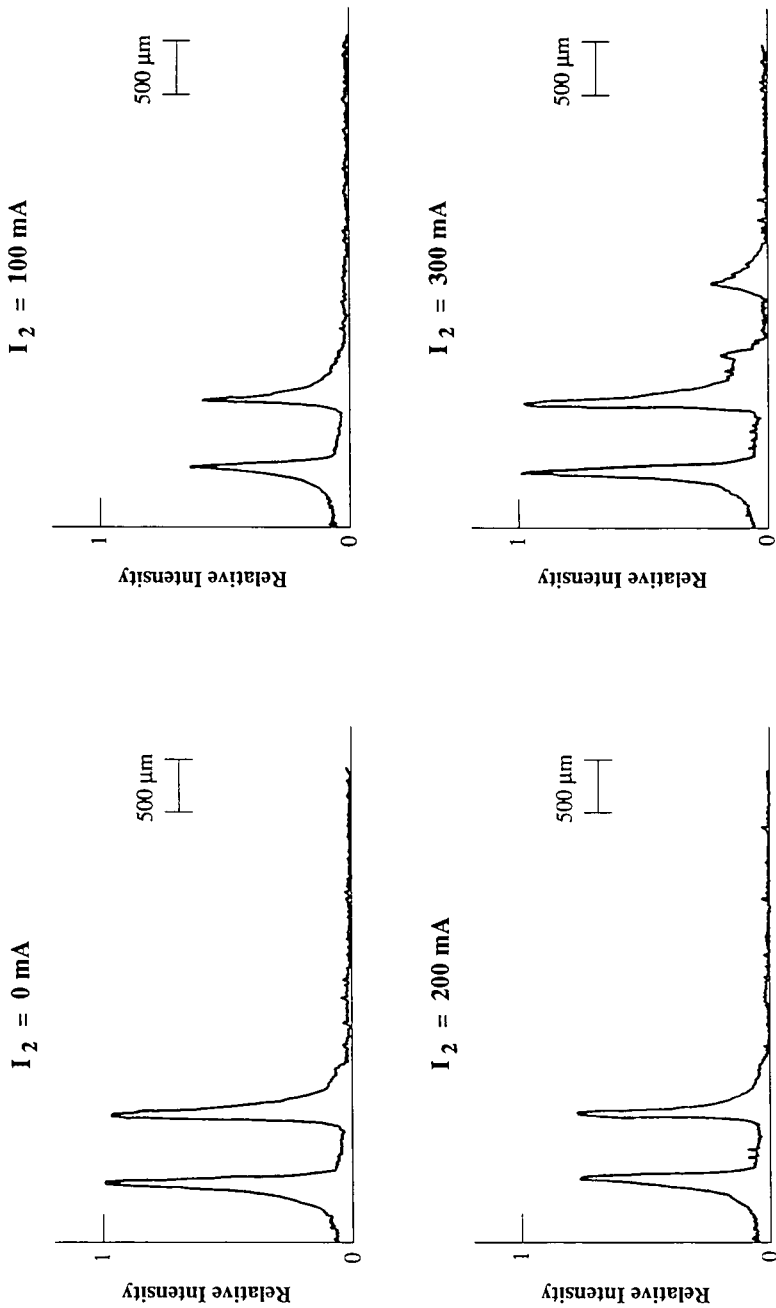 I₂ = 0 mA
500 μm
1
0
Relative Intensity
I₂ = 100 mA
500 μm
1
0
Relative Intensity
I₂ = 200 mA
500 μm
1
0
Relative Intensity
I₂ = 300 mA
500 μm
1
0
Relative Intensity